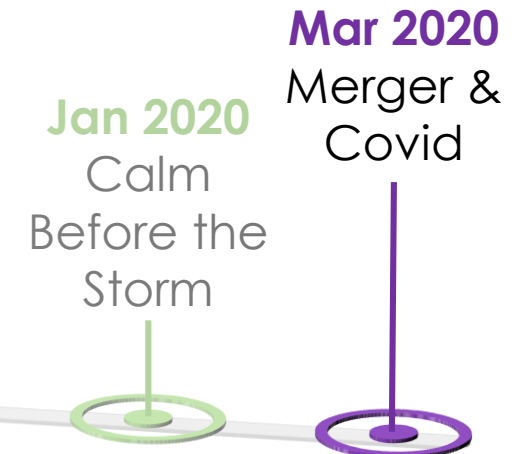 Jan 2020
Calm
Before the
Storm
Mar 2020
Merger &
Covid